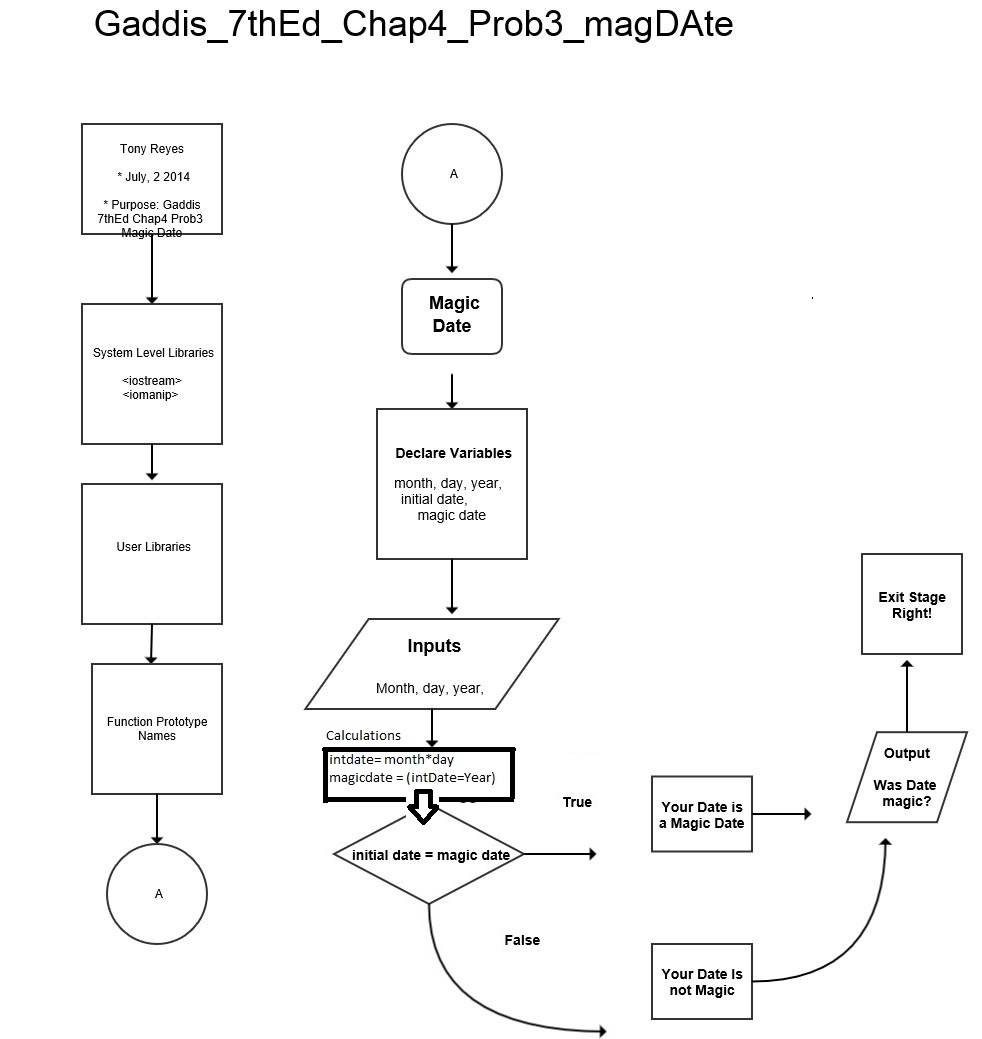 Gaddis_7thEd_Chap4_Prob3_magDAte
Tony Reyes
* July, 2 2014
* Purpose: Gaddis
7thEd Chap4 Prob3
Magic Date
System Level Libraries
<iostream>
<iomanip>
User Libraries
Function Prototype
Names
A
A
Magic
Date
Declare Variables
month, day, year,
initial date,
magic date
Inputs
Month, day, year,
Calculations
intdate= month*day
magicdate = (intDate=Year)
initial date = magic date
True
False
Your Date is
a Magic Date
Your Date Is
not Magic
Output
Was Date
magic?
Exit Stage
Right!